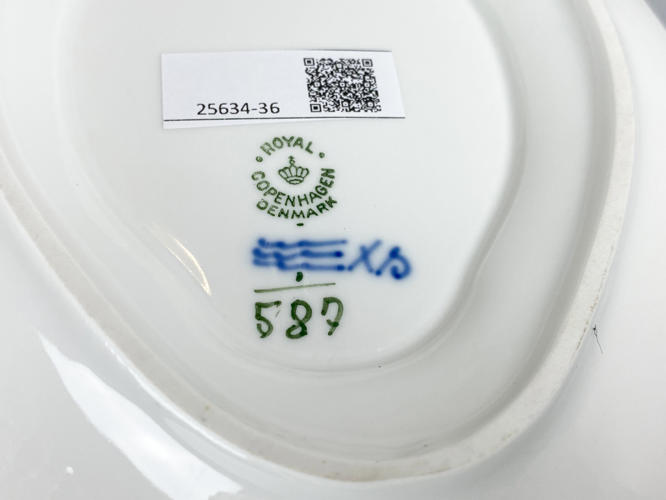 25634-36
ROYAL
COPENHAGEN
DENMARK
587